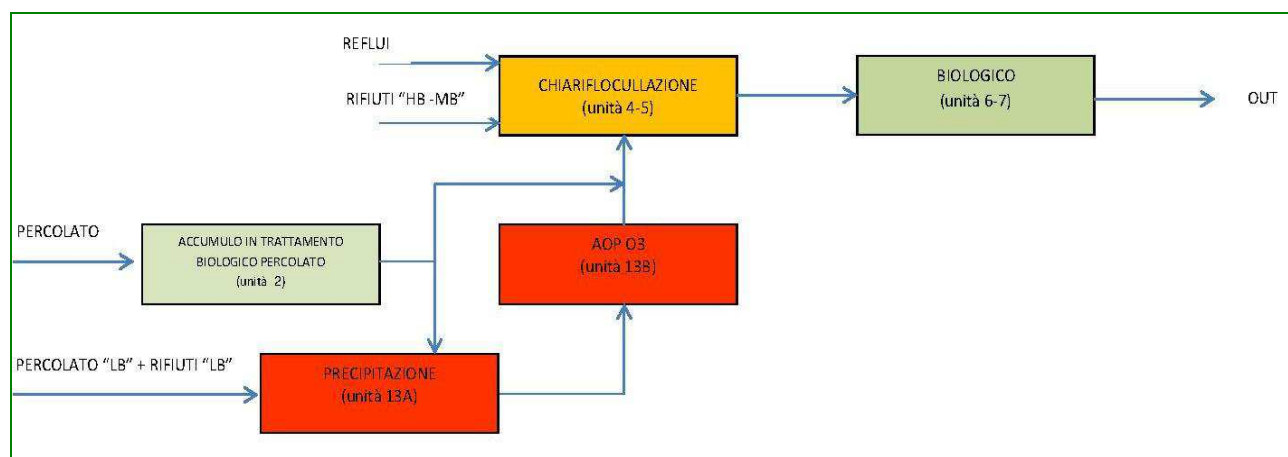 REFLUI
RIFIUTI “HB -MB”
CHIARIFLOCULLAZIONE
(unità 4-5)
BIOLOGICO
(unità 6-7)
OUT
PERCOLATO
ACCUMULO IN TRATTAMENTO
BIOLOGICO PERCOLATO
(unità 2)
AOP O3
(unità 13B)
PERCOLATO “LB” + RIFIUTI “LB”
PRECIPITAZIONE
(unità 13A)